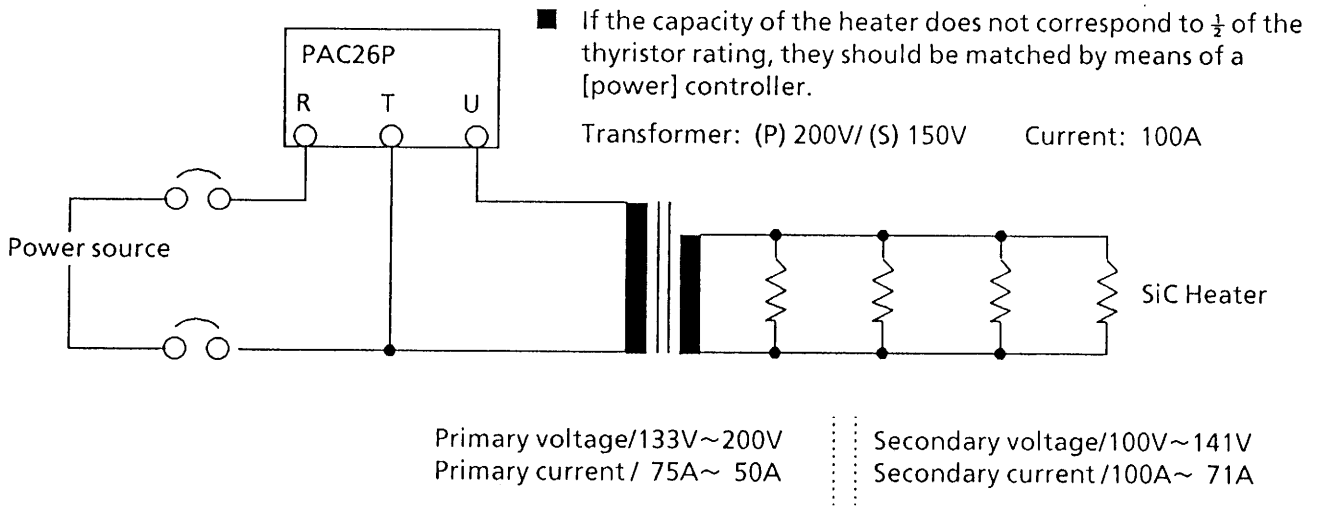 ■ If the capacity of the heater does not correspond to ½ of the
thyristor rating, they should be matched by means of a
[power] controller.
Transformer: (P) 200V/ (S) 150V Current: 100A
PAC26P
R T U
Power source
SiC Heater
Primary voltage/133V~200V
Primary current / 75A~ 50A
Secondary voltage/100V~141V
Secondary current /100A~ 71A